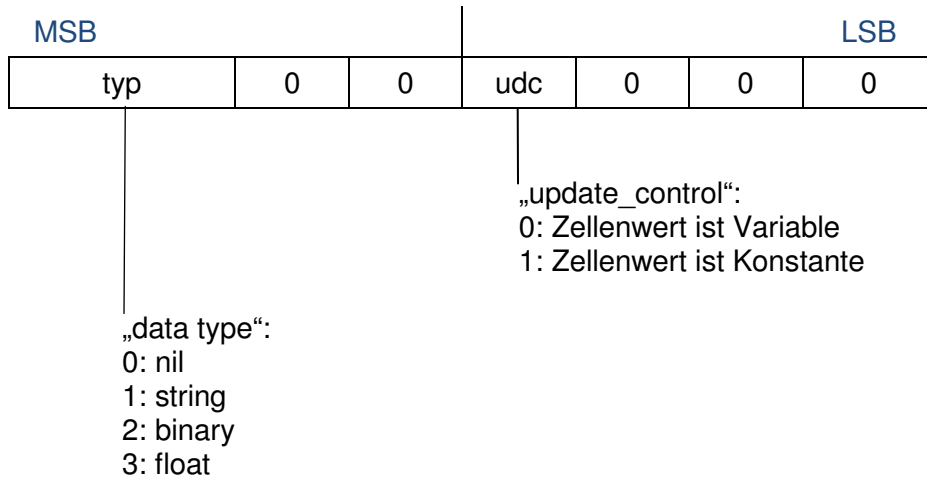 MSB LSB
typ 0 0 udc 0 0 0
„update_control“:
0: Zellenwert ist Variable
1: Zellenwert ist Konstante
„data type“:
0: nil
1: string
2: binary
3: float